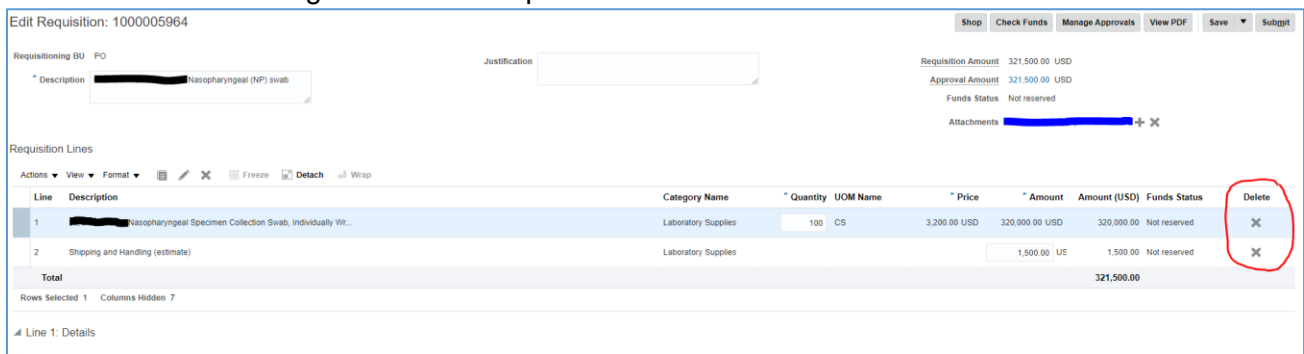 Edit Requisition: 1000005964
Shop Check Funds Manage Approvals View PDF Save ▼ Submit
Requisitioning BU PO
Justification
Requisition Amount 321,500.00 USD
* Description Nasopharyngeal (NP) swab
Approval Amount 321,500.00 USD
Funds Status Not reserved
Attachments
Requisition Lines
Actions ▼ View ▼ Format ▼ Freeze Detach Wrap
Line Description Category Name * Quantity UOM Name * Price * Amount Amount (USD) Funds Status Delete
1 Nasopharyngeal Specimen Collection Swab, Individually Wr... Laboratory Supplies 100 CS 3,200.00 USD 320,000.00 USD 320,000.00 Not reserved
2 Shipping and Handling (estimate) Laboratory Supplies 1,500.00 US 1,500.00 Not reserved
Total 321,500.00
Rows Selected 1 Columns Hidden 7
Line 1: Details